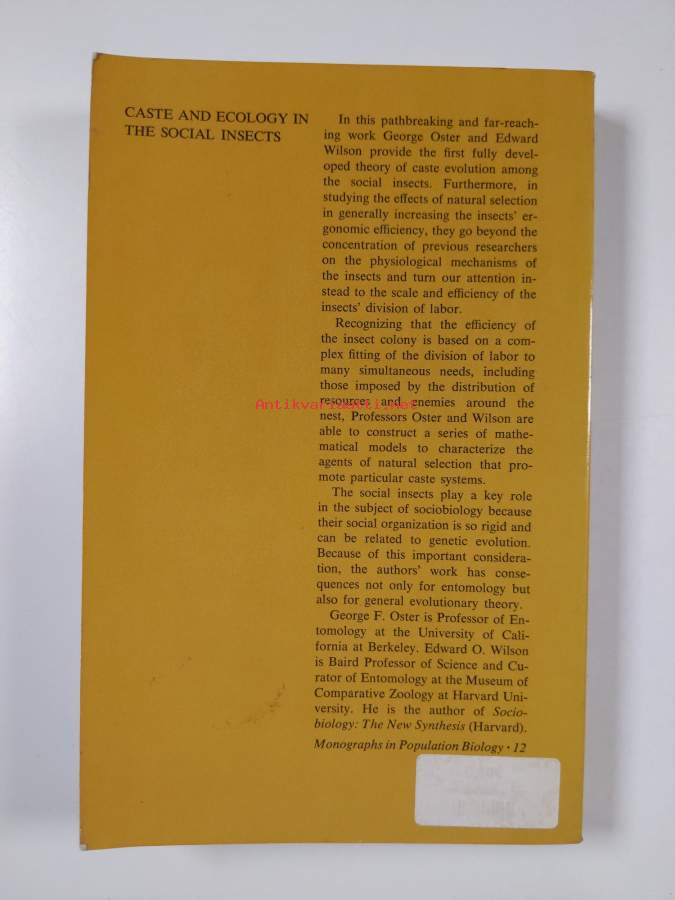 CASTE AND ECOLOGY IN
THE SOCIAL INSECTS
In this pathbreaking and far-reach-
ing work George Oster and Edward
Wilson provide the first fully devel-
oped theory of caste evolution among
the social insects. Furthermore, in
studying the effects of natural selection
in generally increasing the insects' er-
gonomic efficiency, they go beyond the
concentration of previous researchers
on the physiological mechanisms of
the insects and turn our attention in-
stead to the scale and efficiency of the
insects' division of labor.
Recognizing that the efficiency of
the insect colony is based on a com-
plex fitting of the division of labor to
many simultaneous needs, including
those imposed by the distribution of
resources and enemies around the
Antikvariaatti.net
nest, Professors Oster and Wilson are
able to construct a series of mathe-
matical models to characterize the
agents of natural selection that pro-
mote particular caste systems.
The social insects play a key role
in the subject of sociobiology because
their social organization is so rigid and
can be related to genetic evolution.
Because of this important considera-
tion, the authors' work has conse-
quences not only for entomology but
also for general evolutionary theory.
George F. Oster is Professor of En-
tomology at the University of Cali-
fornia at Berkeley. Edward O. Wilson
is Baird Professor of Science and Cu-
rator of Entomology at the Museum of
Comparative Zoology at Harvard Uni-
versity. He is the author of Socio-
biology: The New Synthesis (Harvard).
Monographs in Population Biology · 12